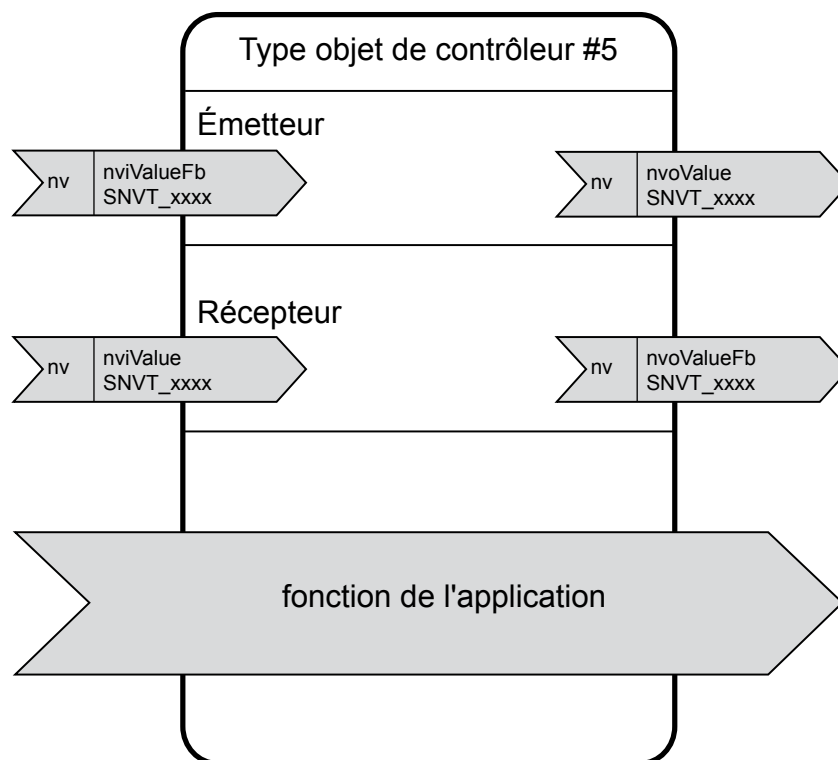 Type objet de contrôleur #5
Émetteur
nv
nviValueFb
SNVT_xxxx
nv
nvoValue
SNVT_xxxx
Récepteur
nv
nviValue
SNVT_xxxx
nv
nvoValueFb
SNVT_xxxx
fonction de l'application